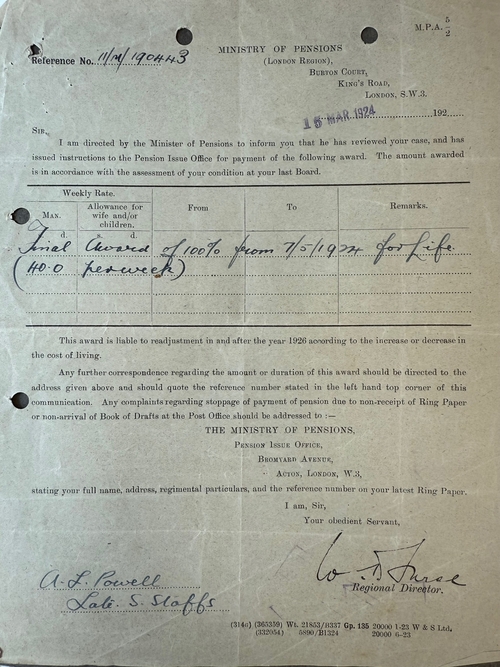 M.P.A. 5/2
Reference No. 11/M/190443
MINISTRY OF PENSIONS
(LONDON REGION),
BURTON COURT,
KING'S ROAD,
LONDON, S.W.3.
15 MAR 1924 192
SIR,
I am directed by the Minister of Pensions to inform you that he has reviewed your case, and has
issued instructions to the Pension Issue Office for payment of the following award. The amount awarded
is in accordance with the assessment of your condition at your last Board.
Weekly Rate.
MAN. Allowance for wife and/or children. From To Remarks.
s. d. s. d.
Final Award of 100% from 7/5/1924 for Life
(40.0 per week)
This award is liable to readjustment in and after the year 1926 according to the increase or decrease in
the cost of living.
Any further correspondence regarding the amount or duration of this award should be directed to the
address given above and should quote the reference number stated in the left hand top corner of this
communication. Any complaints regarding stoppage of payment of pension due to non-receipt of Ring Paper
or non-arrival of Book of Drafts at the Post Office should be addressed to :—
THE MINISTRY OF PENSIONS,
PENSION ISSUE OFFICE,
BROMYARD AVENUE,
ACTON, LONDON, W.3,
stating your full name, address, regimental particulars, and the reference number on your latest Ring Paper.
I am, Sir,
Your obedient Servant,
W. D. Furse
Regional Director.
A. L. Powell
Late. S. Staffs
(3140) (365359) Wt. 21853/B337 Gp. 135 20000 1-23 W & S Ltd.
(332054) 5890/B1324 20000 6-23